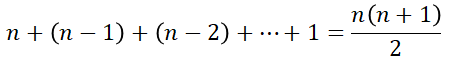 n + (n − 1) + (n − 2) + ⋯ + 1 = n(n + 1) / 2